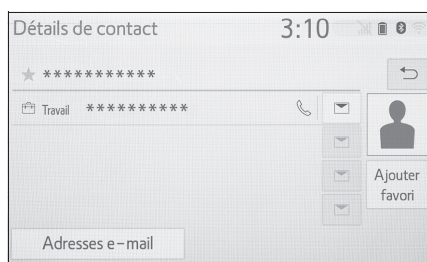 Détails de contact 3:10
***********
Travail **********
Ajouter
favori
Adresses e-mail